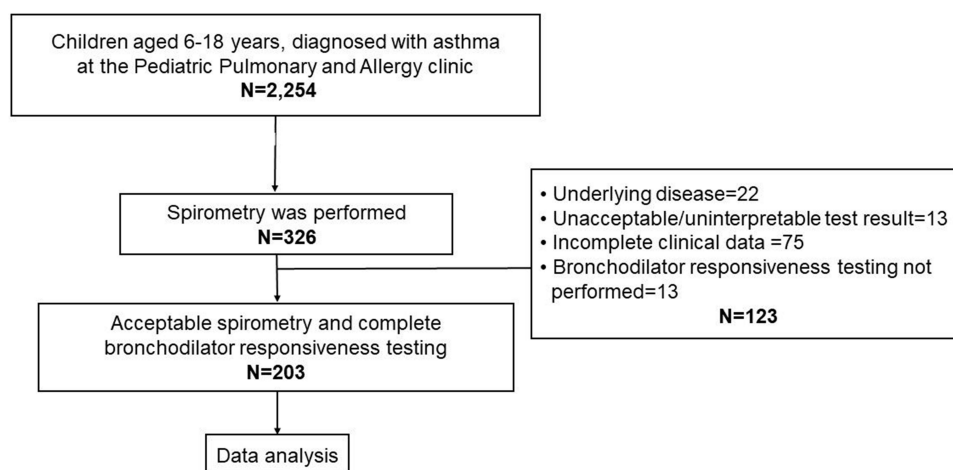 Children aged 6-18 years, diagnosed with asthma
at the Pediatric Pulmonary and Allergy clinic
N=2,254
Spirometry was performed
N=326
• Underlying disease=22
• Unacceptable/uninterpretable test result=13
• Incomplete clinical data =75
• Bronchodilator responsiveness testing not
performed=13
N=123
Acceptable spirometry and complete
bronchodilator responsiveness testing
N=203
Data analysis